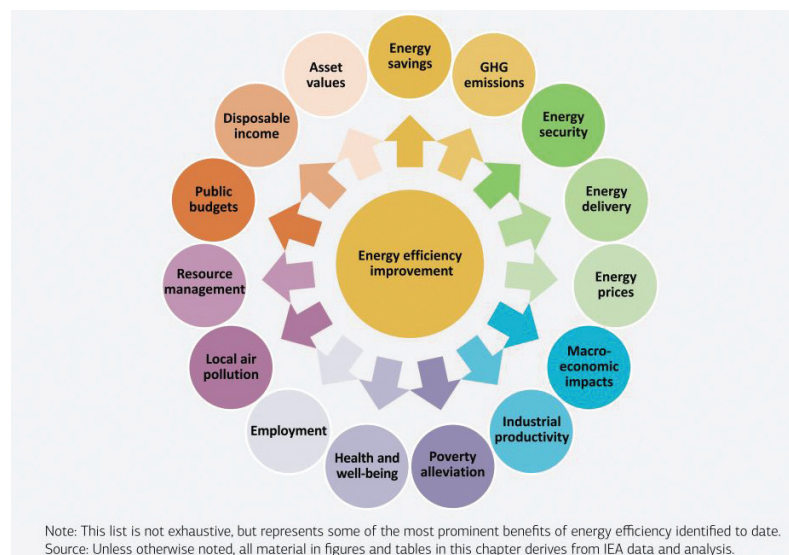 Energy
savings
GHG
emissions
Energy
security
Energy
delivery
Energy
prices
Macro-
economic
impacts
Industrial
productivity
Poverty
alleviation
Health and
well-being
Employment
Local air
pollution
Resource
management
Public
budgets
Disposable
income
Asset
values
Energy efficiency
improvement
Note: This list is not exhaustive, but represents some of the most prominent benefits of energy efficiency identified to date.
Source: Unless otherwise noted, all material in figures and tables in this chapter derives from IEA data and analysis.